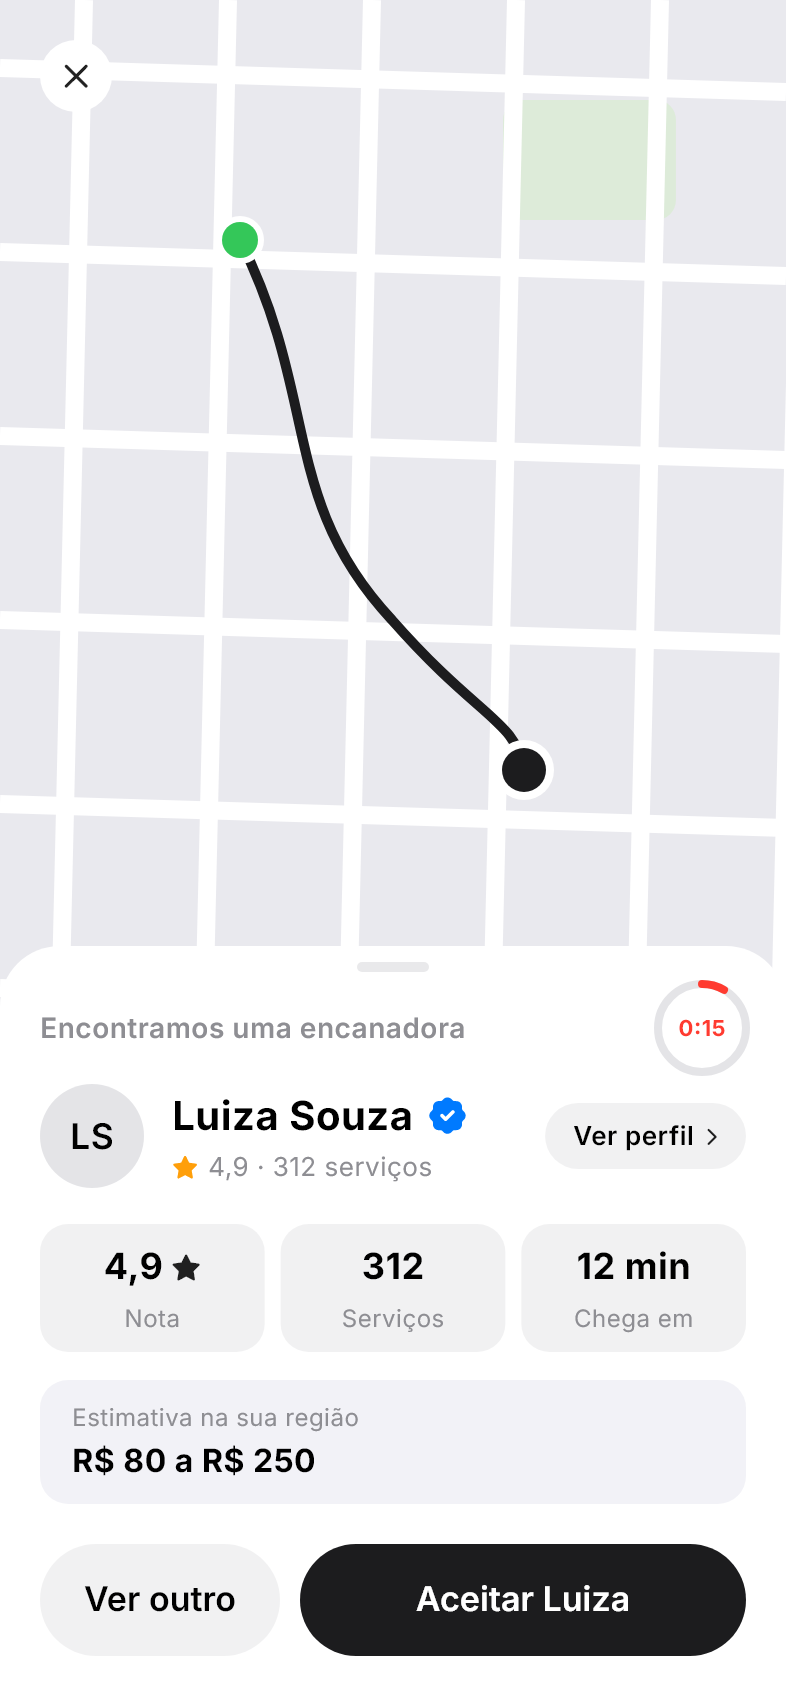 Encontramos uma encanadora
0:15
LS
Luiza Souza
4,9 · 312 serviços
Ver perfil
4,9
Nota
312
Serviços
12 min
Chega em
Estimativa na sua região
R$ 80 a R$ 250
Ver outro
Aceitar Luiza